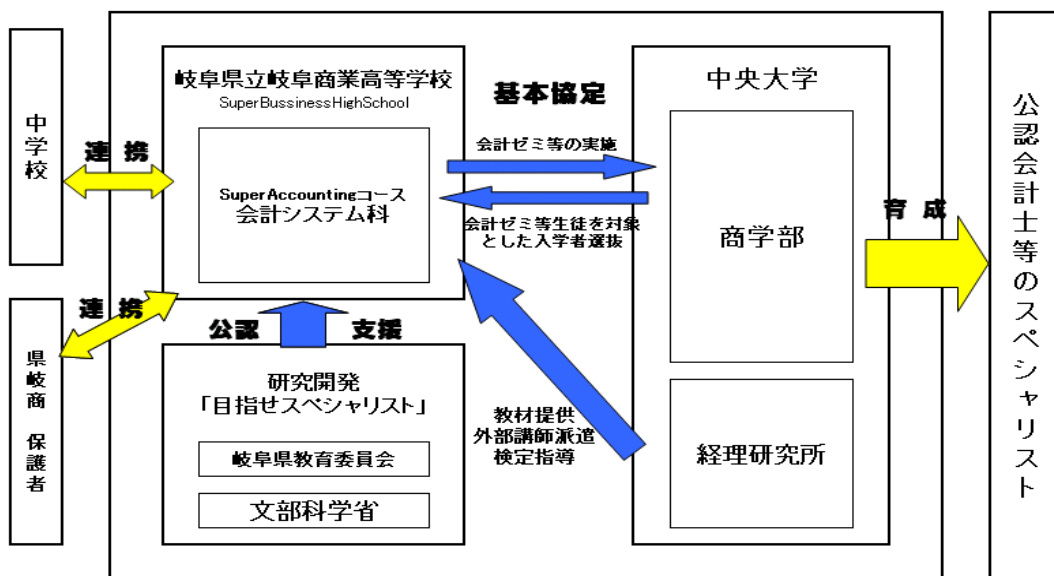 中学校
連携
県岐商 保護者
連携
岐阜県立岐阜商業高等学校
SuperBussinessHighSchool
SuperAccountingコース
会計システム科
公認 支援
研究開発
「目指せスペシャリスト」
岐阜県教育委員会
文部科学省
基本協定
会計ゼミ等の実施
会計ゼミ等生徒を対象
とした入学者選抜
教材提供
外部講師派遣
検定指導
中央大学
商学部
経理研究所
育成
公認会計士等のスペシャリスト